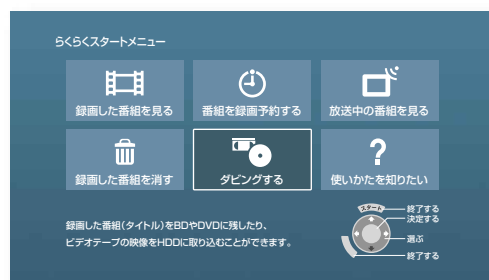 らくらくスタートメニュー
録画した番組を見る
番組を録画予約する
放送中の番組を見る
録画した番組を消す
ダビングする
使いかたを知りたい
録画した番組(タイトル)をBDやDVDに残したり、
ビデオテープの映像をHDDに取り込むことができます。
スタート
終了する
決定する
選ぶ
終了する